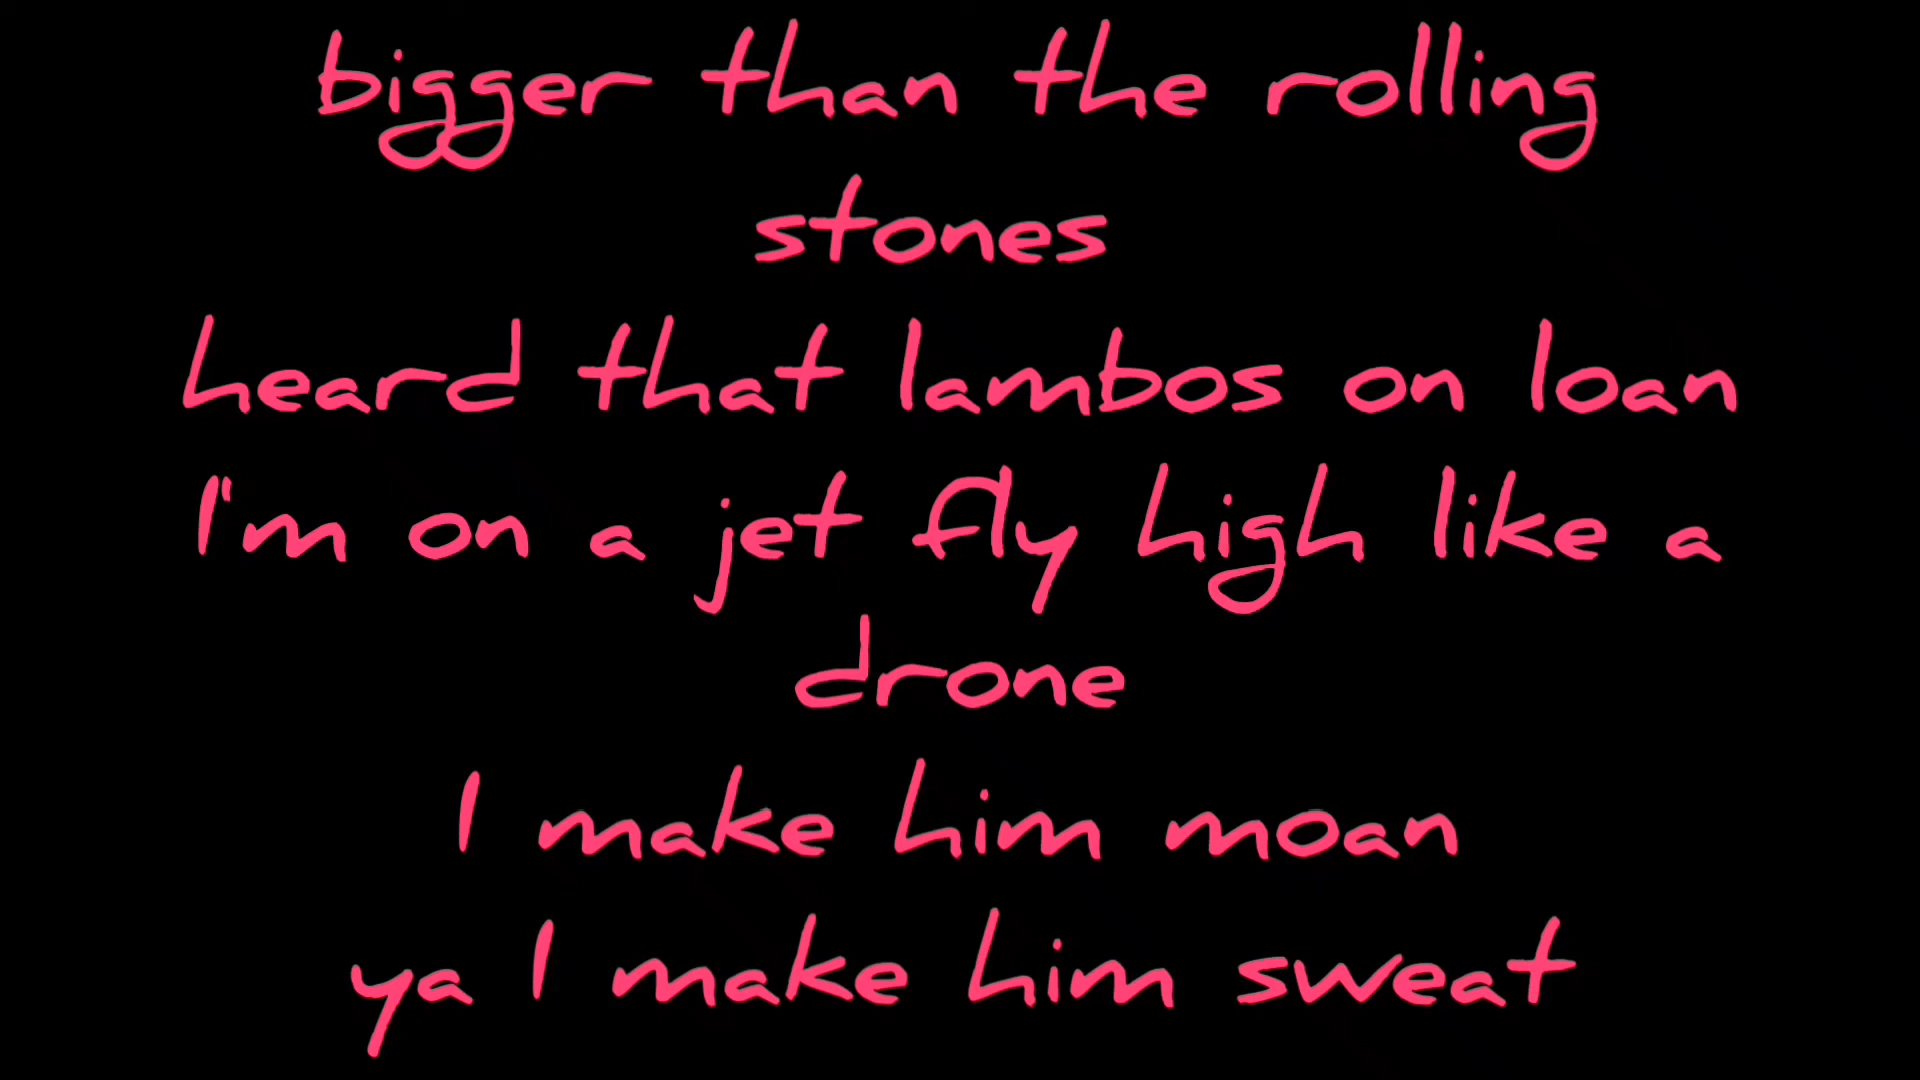 bigger than the rolling
stones
heard that lambos on loan
I'm on a jet fly high like a
drone
I make him moan
ya I make him sweat